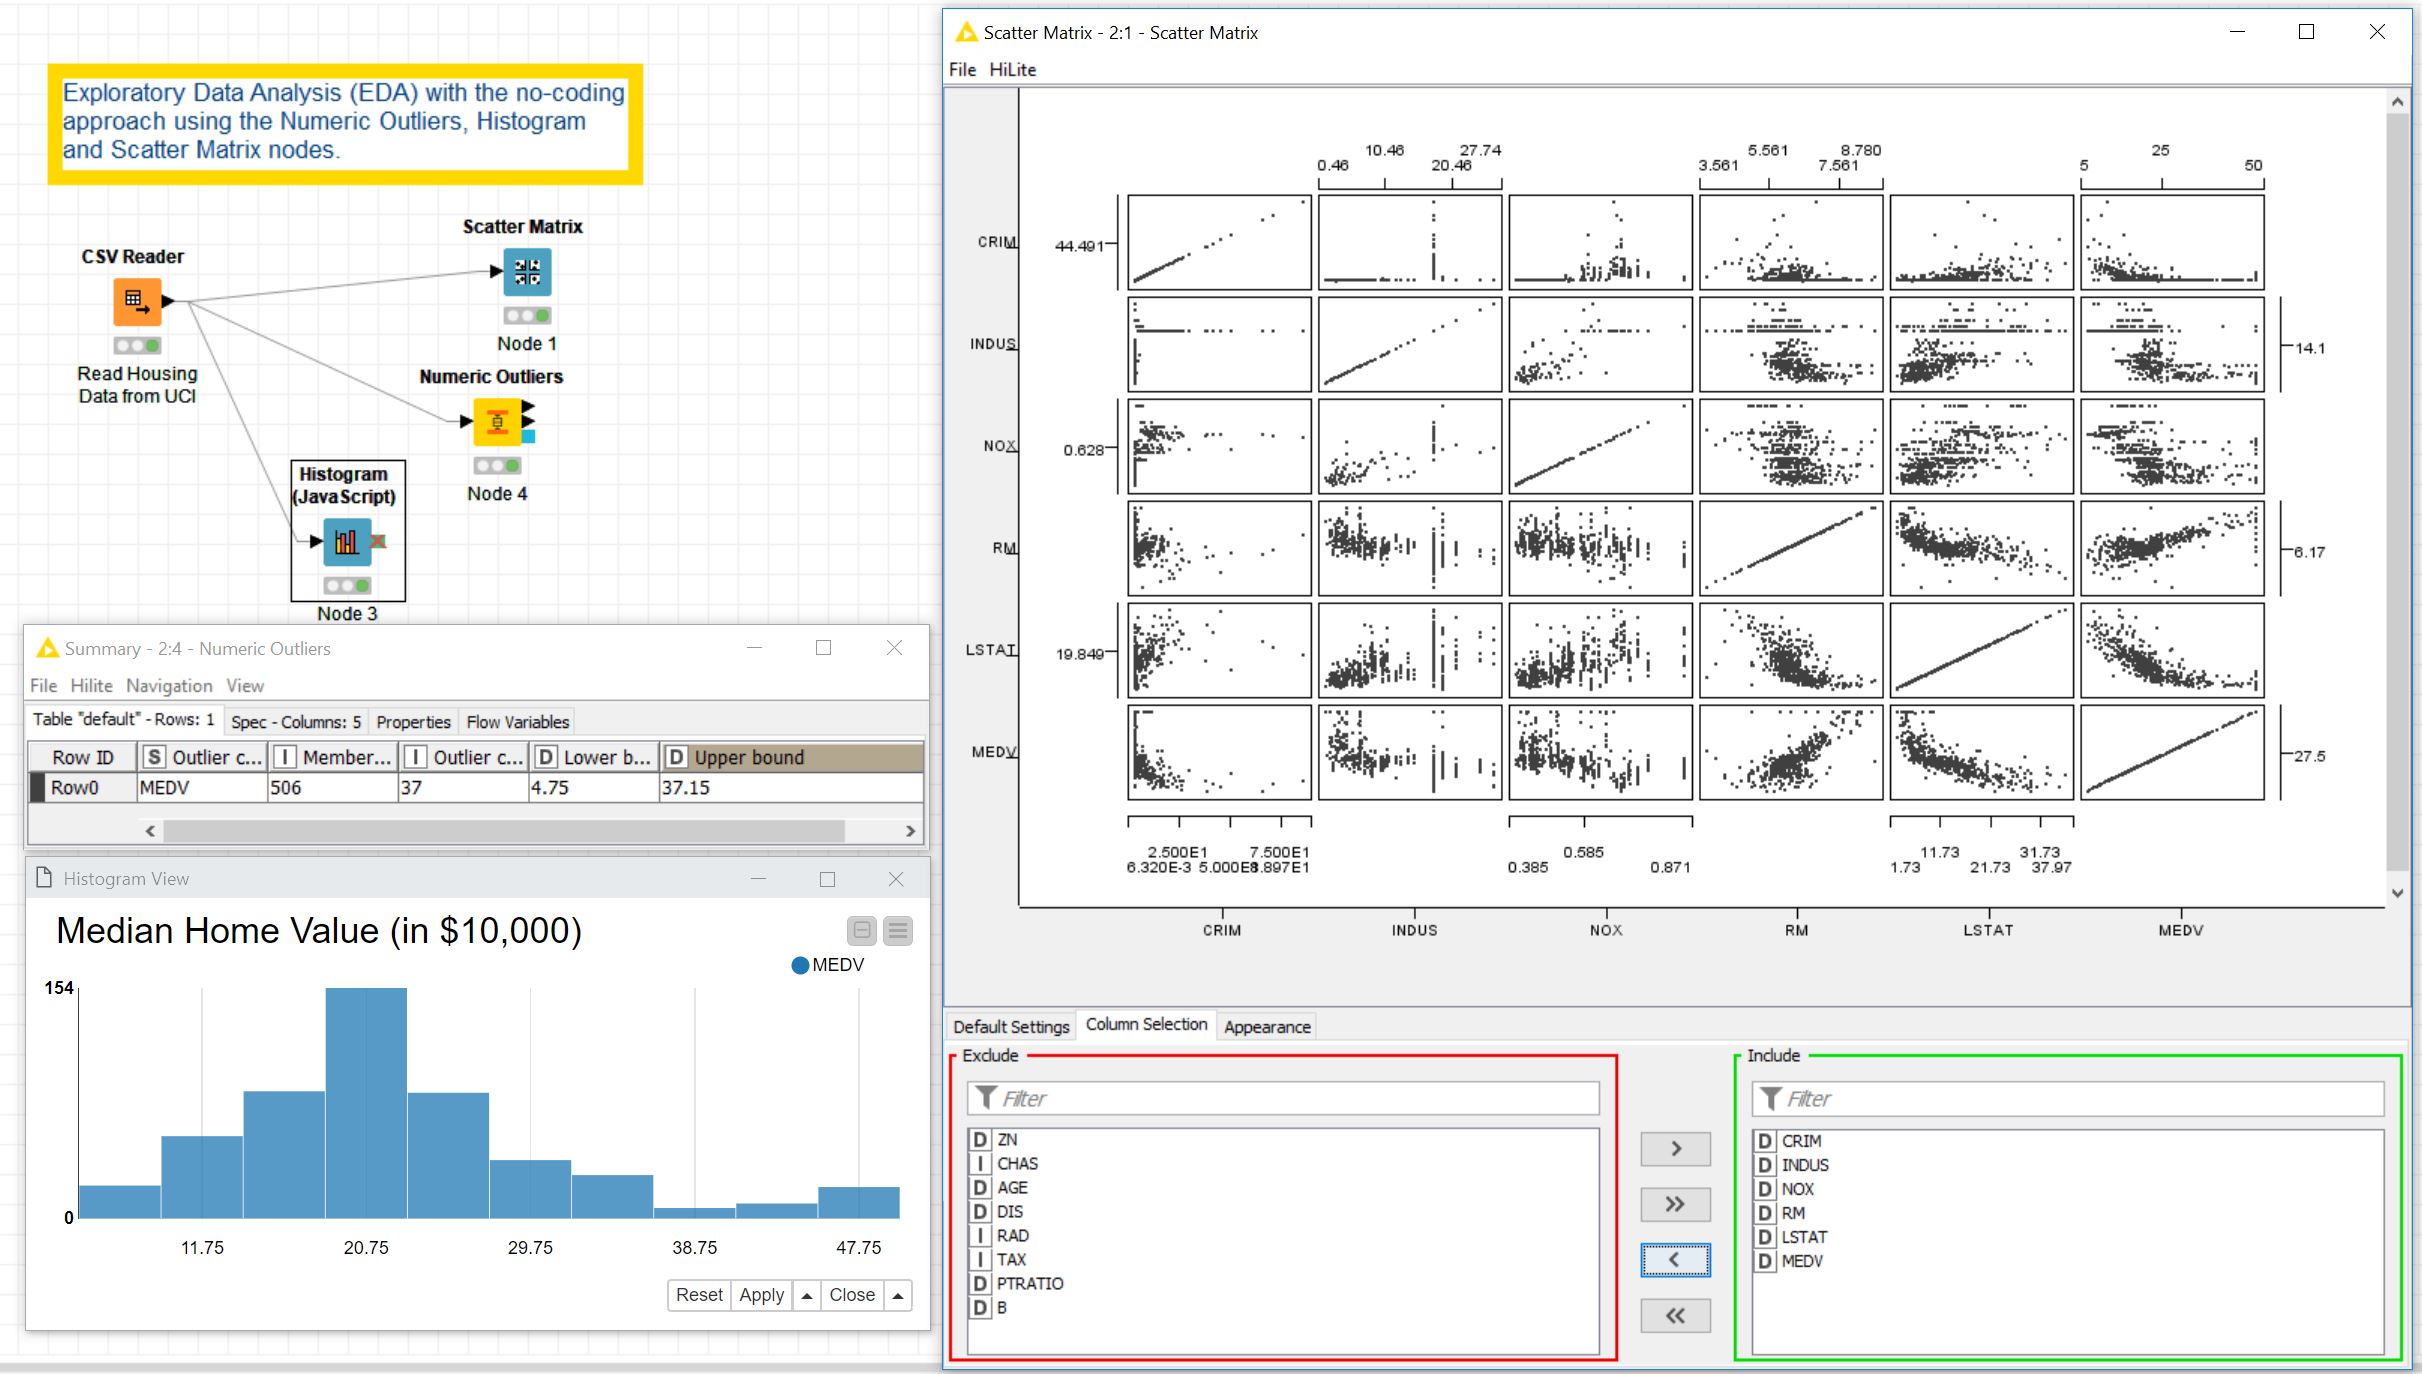 Exploratory Data Analysis (EDA) with the no-coding
approach using the Numeric Outliers, Histogram
and Scatter Matrix nodes.
CSV Reader
Read Housing
Data from UCI
Scatter Matrix
Node 1
Numeric Outliers
Node 4
Histogram
(JavaScript)
Node 3
Summary - 2:4 - Numeric Outliers
File Hilite Navigation View
Table "default" - Rows: 1 Spec - Columns: 5 Properties Flow Variables
Row ID S Outlier c... I Member... I Outlier c... D Lower b... D Upper bound
Row0 MEDV 506 37 4.75 37.15
Histogram View
Median Home Value (in $10,000)
MEDV
154
0
11.75 20.75 29.75 38.75 47.75
Reset Apply Close
Scatter Matrix - 2:1 - Scatter Matrix
File HiLite
10.46 27.74 5.561 8.780 25
0.46 20.46 3.561 7.561 5 50
CRIM 44.491
INDUS 14.1
NOX 0.628
RM 6.17
LSTAT 19.849
MEDV 27.5
2.500E1 7.500E1 0.585 11.73 31.73
6.320E-3 0.385 0.871 1.73 21.73 37.97
CRIM INDUS NOX RM LSTAT MEDV
Default Settings Column Selection Appearance
Exclude
Filter
D ZN
I CHAS
D AGE
D DIS
I RAD
I TAX
D PTRATIO
D B
> 
>>
<
<<
Include
Filter
D CRIM
D INDUS
D NOX
D RM
D LSTAT
D MEDV